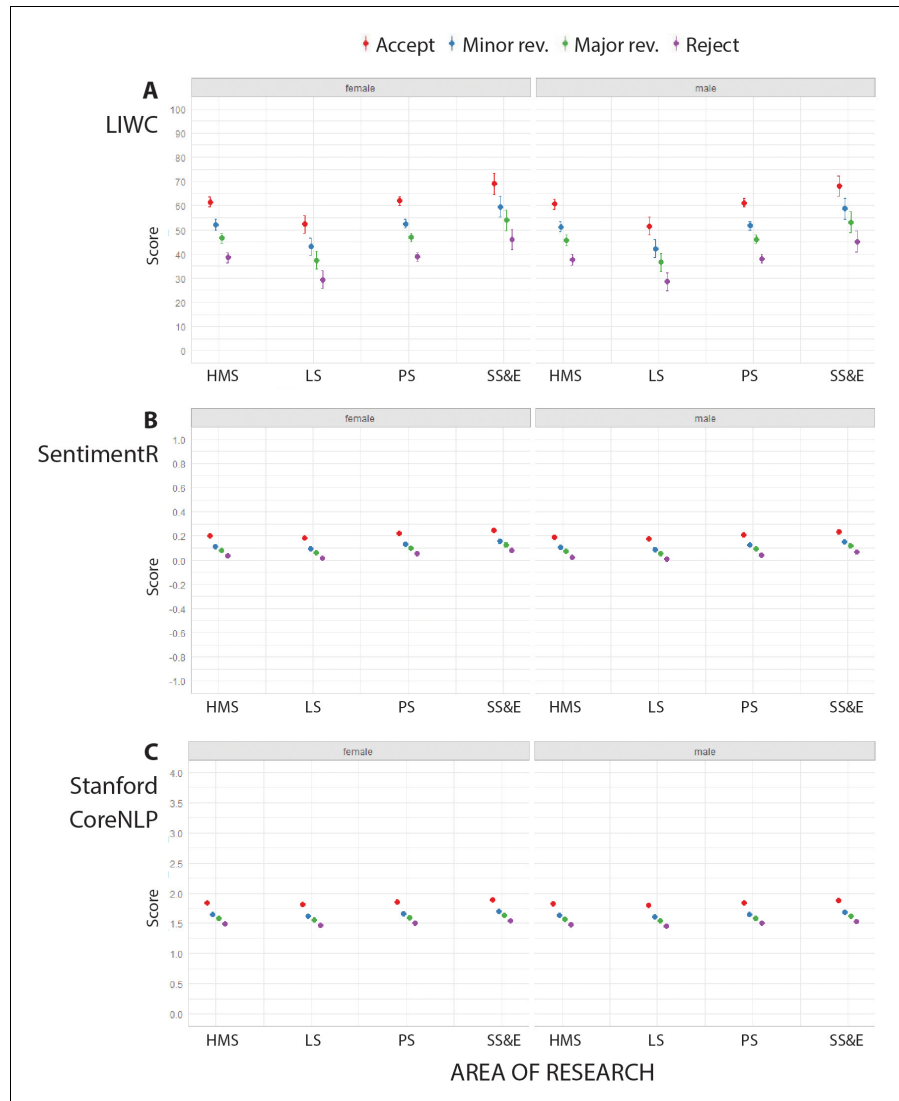 Accept Minor rev. Major rev. Reject
A
LIWC
female male
100
90
80
70
60
50
40
30
20
10
0
Score
HMS LS PS SS&E HMS LS PS SS&E
B
SentimentR
female male
1.0
0.8
0.6
0.4
0.2
0.0
-0.2
-0.4
-0.6
-0.8
-1.0
Score
HMS LS PS SS&E HMS LS PS SS&E
C
Stanford
CoreNLP
female male
4.0
3.5
3.0
2.5
2.0
1.5
1.0
0.5
0.0
Score
HMS LS PS SS&E HMS LS PS SS&E
AREA OF RESEARCH